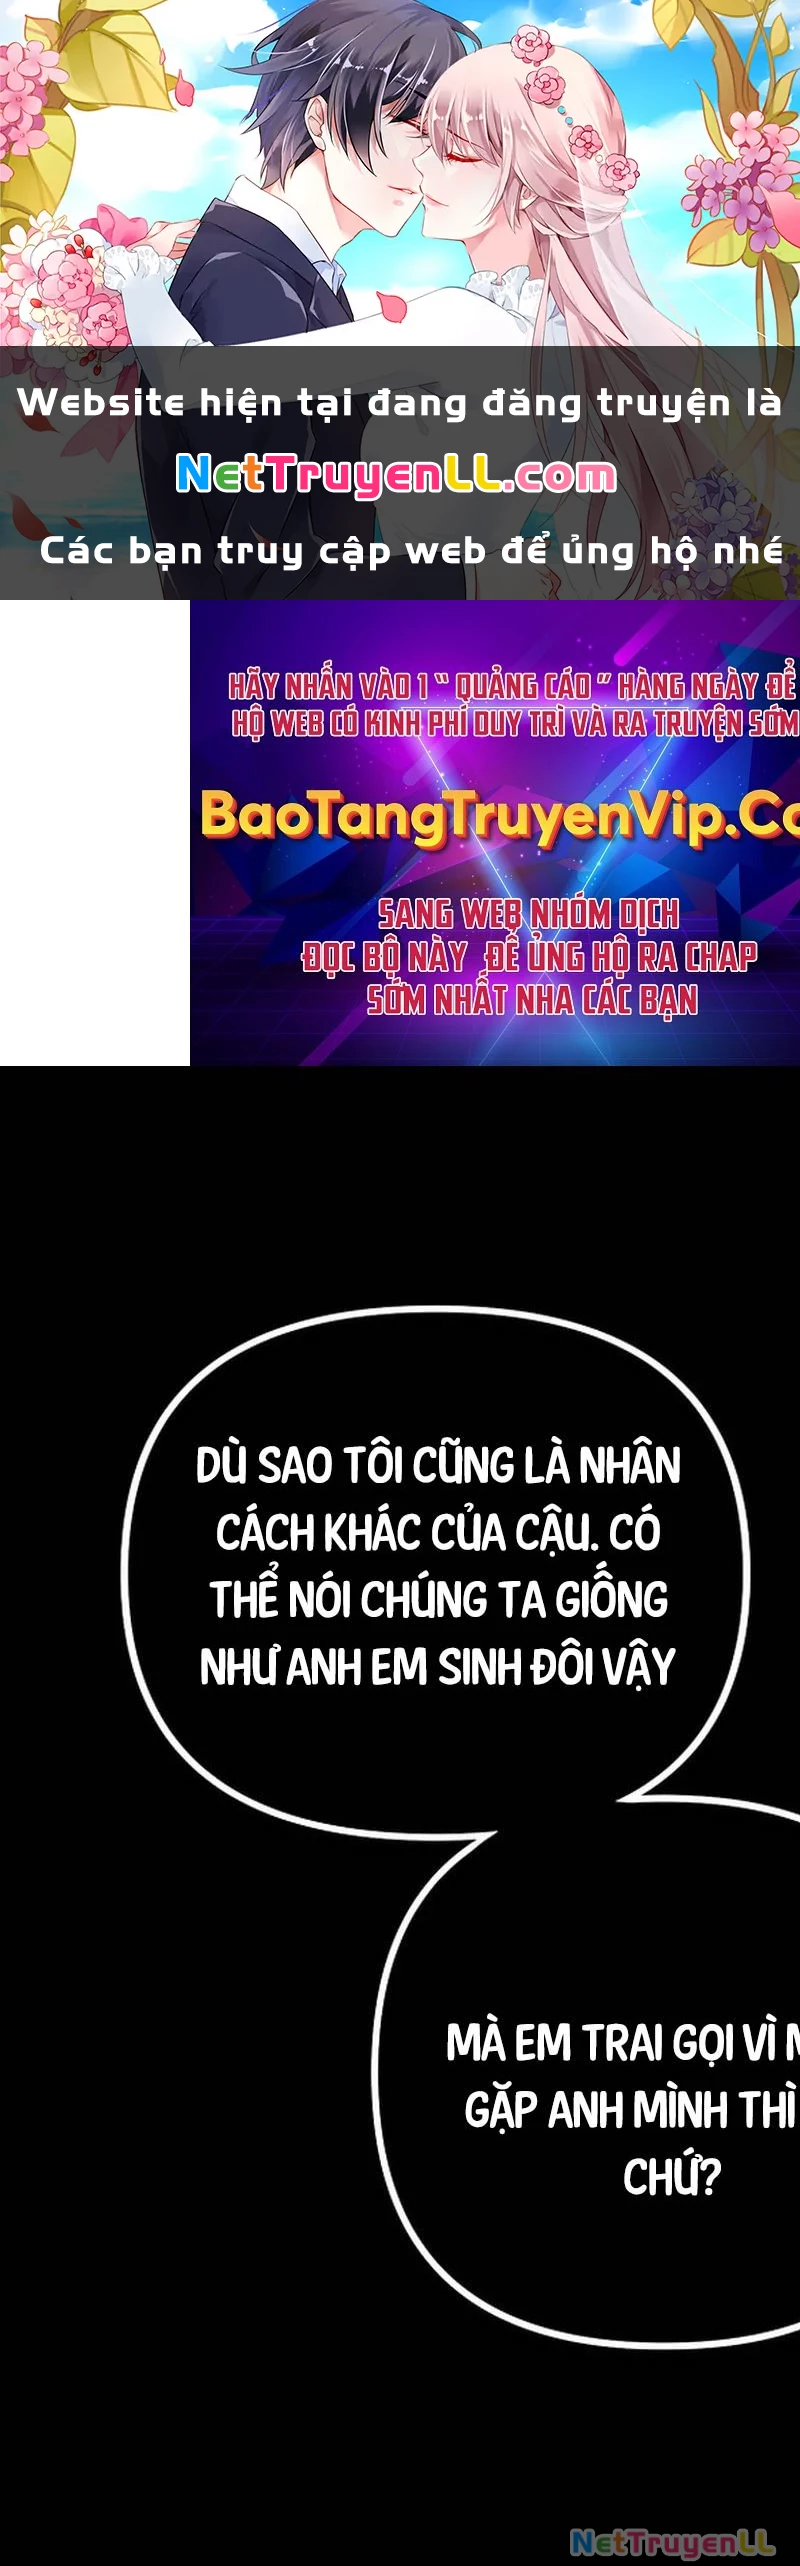 Website hiện tại đang đăng truyện là
NetTruyenLL.com
Các bạn truy cập web để ủng hộ nhé
HÃY NHẤN VÀO 1 “ QUẢNG CÁO ” HÀNG NGÀY ĐỂ
HỘ WEB CÓ KINH PHÍ DUY TRÌ VÀ RA TRUYỆN SỚM
BaoTangTruyenVip.Co
SANG WEB NHÓM DỊCH
ĐỌC BỘ NÀY ĐỂ ỦNG HỘ RA CHAP
SỚM NHẤT NHA CÁC BẠN
DÙ SAO TÔI CŨNG LÀ NHÂN
CÁCH KHÁC CỦA CẬU. CÓ
THỂ NÓI CHÚNG TA GIỐNG
NHƯ ANH EM SINH ĐÔI VẬY
MÀ EM TRAI GỌI VÌ
GẶP ANH MÌNH THÌ
CHỨ?
NetTruyenLL